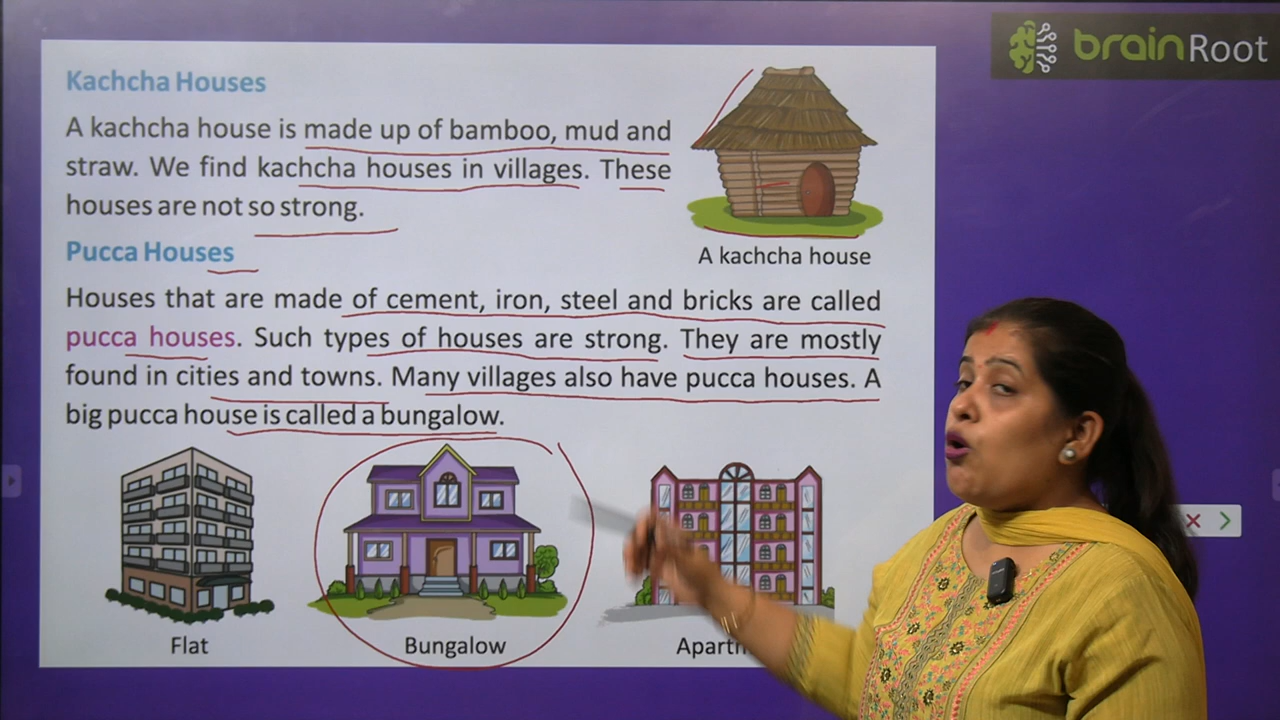 brainRoot
Kachcha Houses
A kachcha house is made up of bamboo, mud and
straw. We find kachcha houses in villages. These
houses are not so strong.
A kachcha house
Pucca Houses
Houses that are made of cement, iron, steel and bricks are called
pucca houses. Such types of houses are strong. They are mostly
found in cities and towns. Many villages also have pucca houses. A
big pucca house is called a bungalow.
Flat
Bungalow